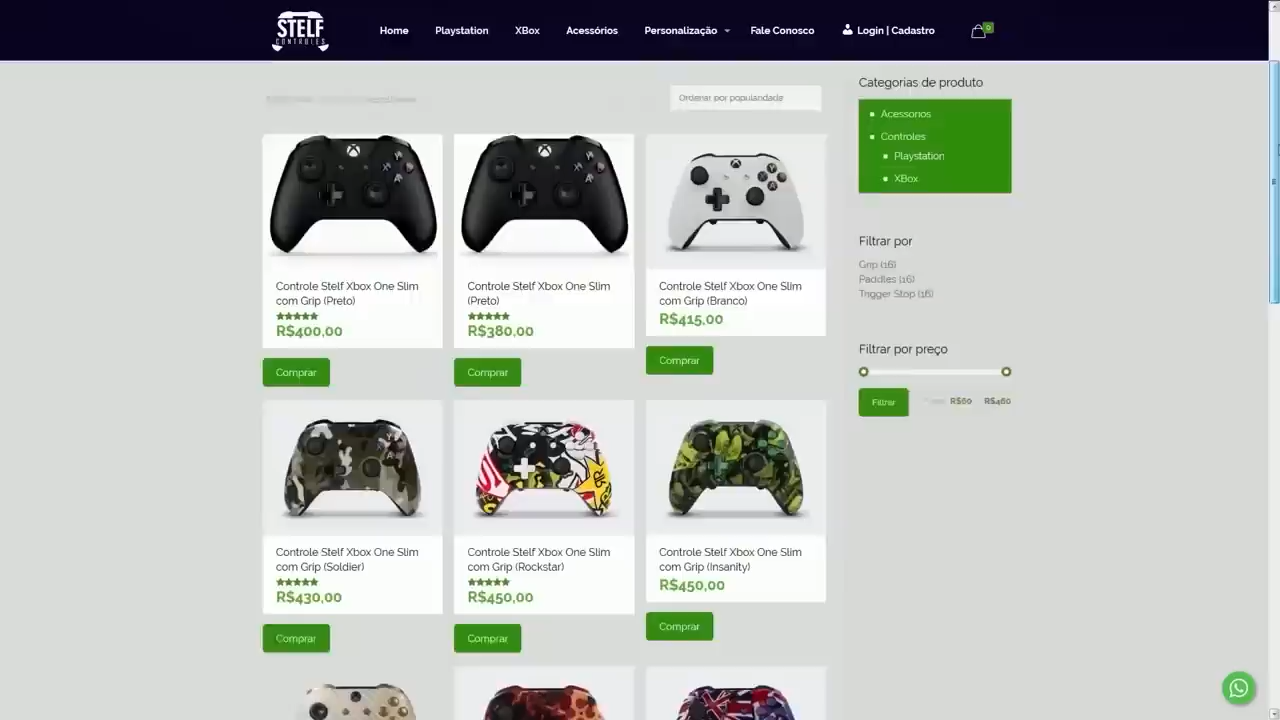 STELF
CONTROLES
Home
Playstation
XBox
Acessórios
Personalização
Fale Conosco
Login | Cadastro
0
Ordenar por popularidade
Categorias de produto
Acessorios
Controles
Playstation
XBox
Filtrar por
Grip (16)
Paddles (16)
Trigger Stop (16)
Filtrar por preço
Filtrar
R$60
R$460
Controle Stelf Xbox One Slim
com Grip (Preto)
R$400,00
Comprar
Controle Stelf Xbox One Slim
(Preto)
R$380,00
Comprar
Controle Stelf Xbox One Slim
com Grip (Branco)
R$415,00
Comprar
Controle Stelf Xbox One Slim
com Grip (Soldier)
R$430,00
Comprar
Controle Stelf Xbox One Slim
com Grip (Rockstar)
R$450,00
Comprar
Controle Stelf Xbox One Slim
com Grip (Insanity)
R$450,00
Comprar